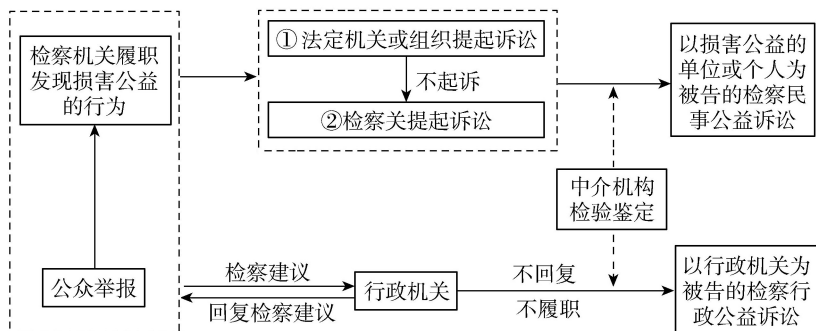 检察机关履职
发现损害公益
的行为
公众举报
①法定机关或组织提起诉讼
不起诉
②检察关提起诉讼
以损害公益的
单位或个人为
被告的检察民
事公益诉讼
中介机构
检验鉴定
检察建议
回复检察建议
行政机关
不回复
不履职
以行政机关为
被告的检察行
政公益诉讼